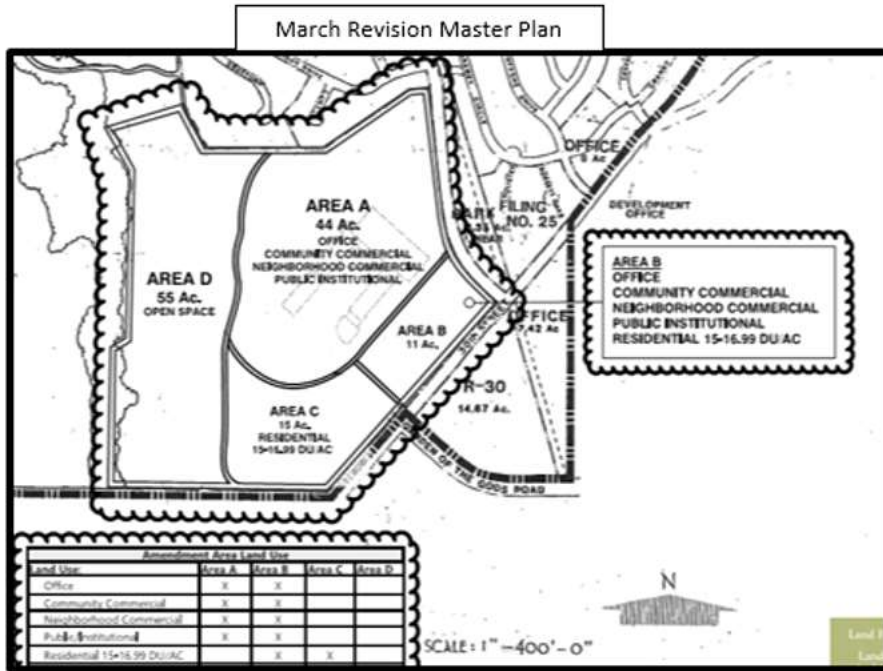 March Revision Master Plan
OFFICE
FILING
NO. 25
DEVELOPMENT
OFFICE
AREA A
44 Ac.
OFFICE
COMMUNITY COMMERCIAL
NEIGHBORHOOD COMMERCIAL
PUBLIC INSTITUTIONAL
AREA D
55 Ac.
OPEN SPACE
AREA B
11 Ac.
OFFICE
7.42 Ac
AREA B
OFFICE
COMMUNITY COMMERCIAL
NEIGHBORHOOD COMMERCIAL
PUBLIC INSTITUTIONAL
RESIDENTIAL 15-16.99 DU/AC
R-30
14.67 Ac.
AREA C
15 Ac.
RESIDENTIAL
15-16.99 DU/AC
GARDEN OF THE GODS ROAD
Amendment Area Land Use
Land Use: Area A Area B Area C Area D
Office X X
Community Commercial X X
Neighborhood Commercial X X
Public/Institutional X X
Residential 15-16.99 DU/AC X X
N
SCALE: 1" -400'-0"